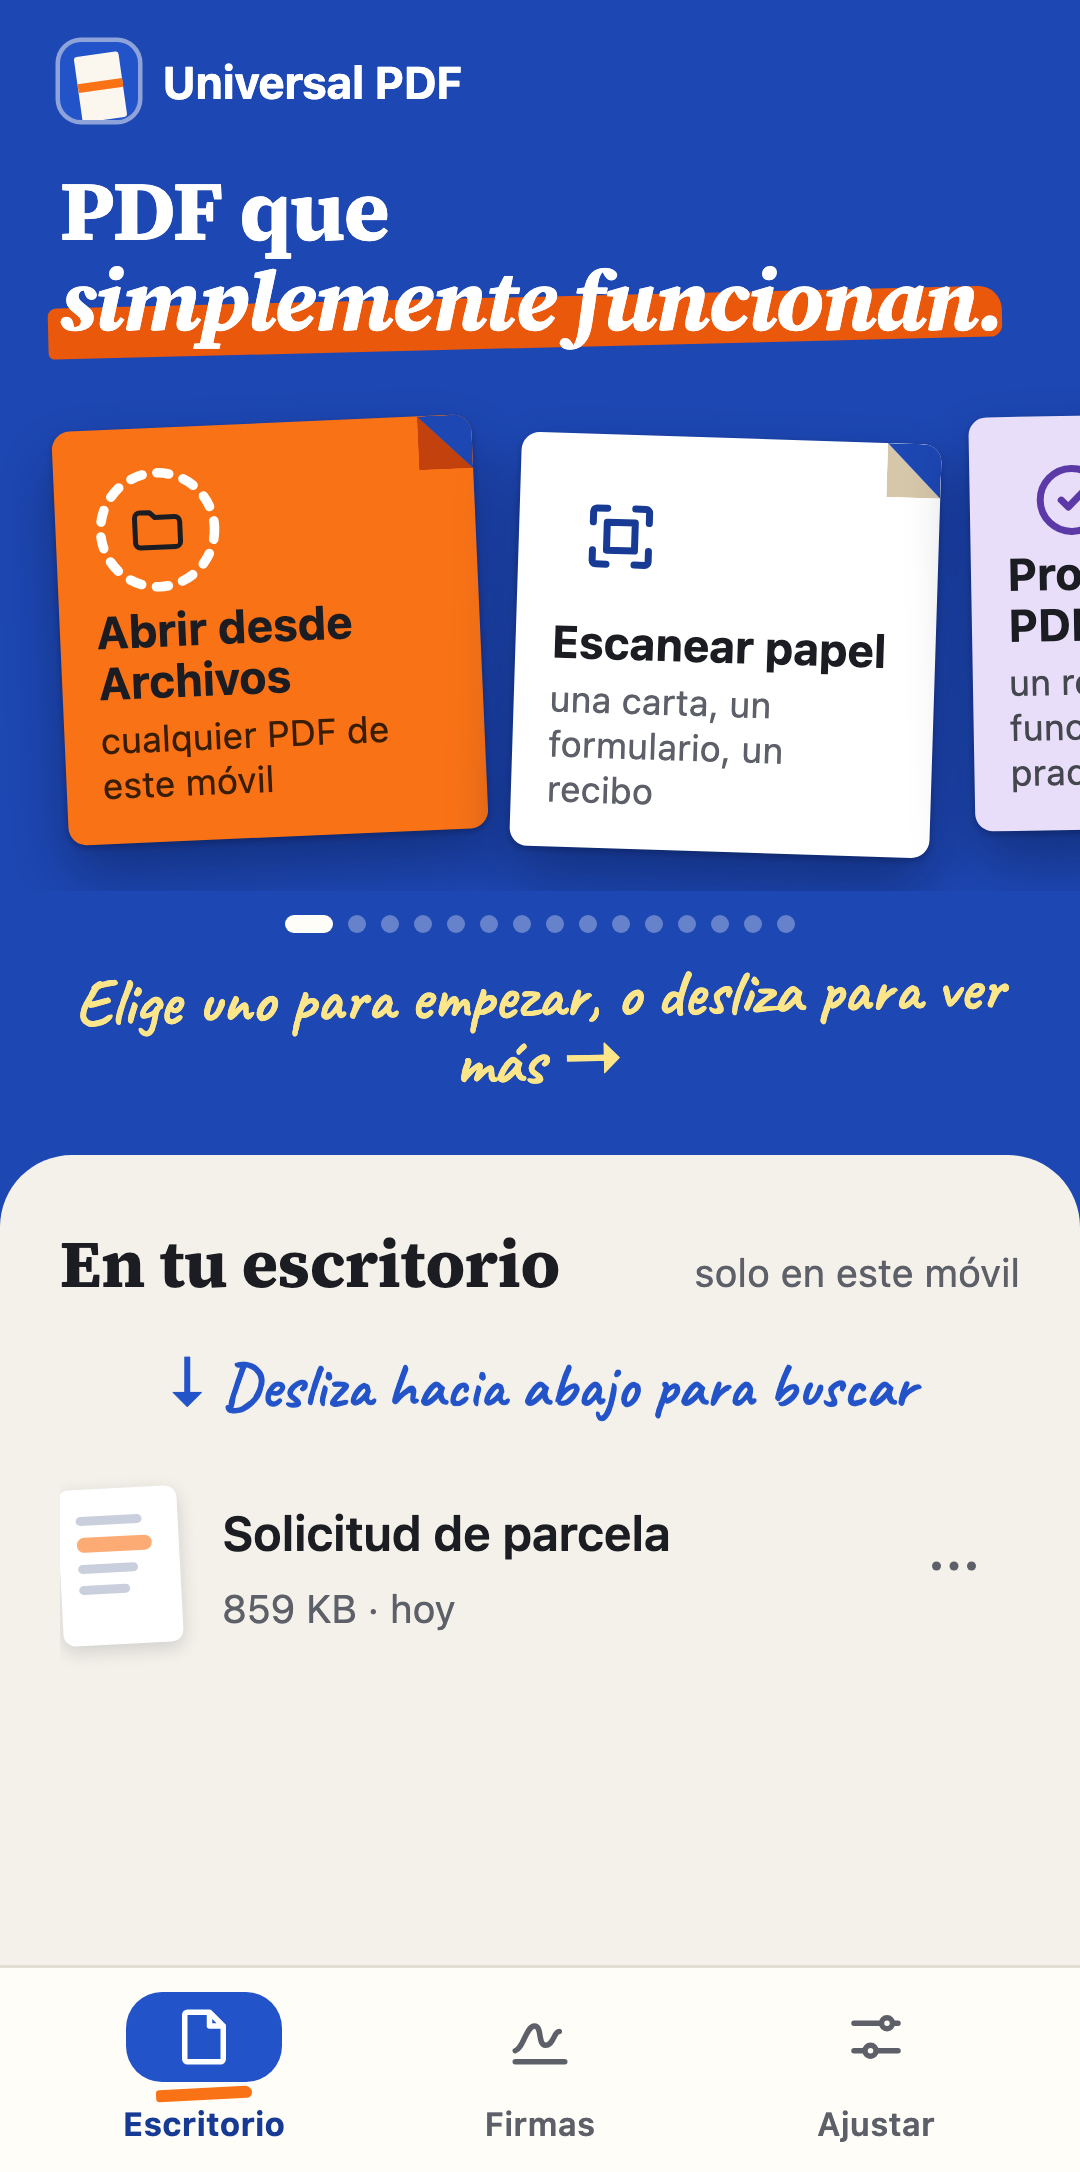 Universal PDF
PDF que
simplemente funcionan.
Abrir desde
Archivos
cualquier PDF de
este móvil
Escanear papel
una carta, un
formulario, un
recibo
Elige uno para empezar, o desliza para ver
más →
En tu escritorio
solo en este móvil
↓ Desliza hacia abajo para buscar
Solicitud de parcela
859 KB · hoy
Escritorio
Firmas
Ajustar